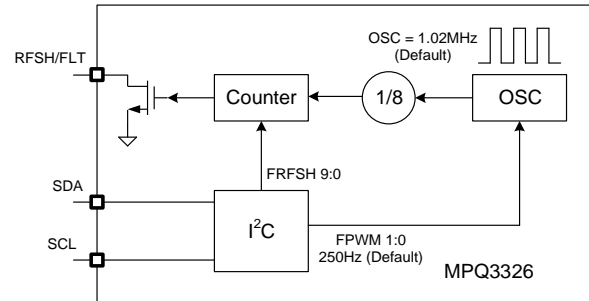 OSC = 1.02MHz
(Default)
RFSH/FLT
Counter
1/8
OSC
FRFSH 9:0
SDA
I²C
SCL
FPWM 1:0
250Hz (Default)
MPQ3326